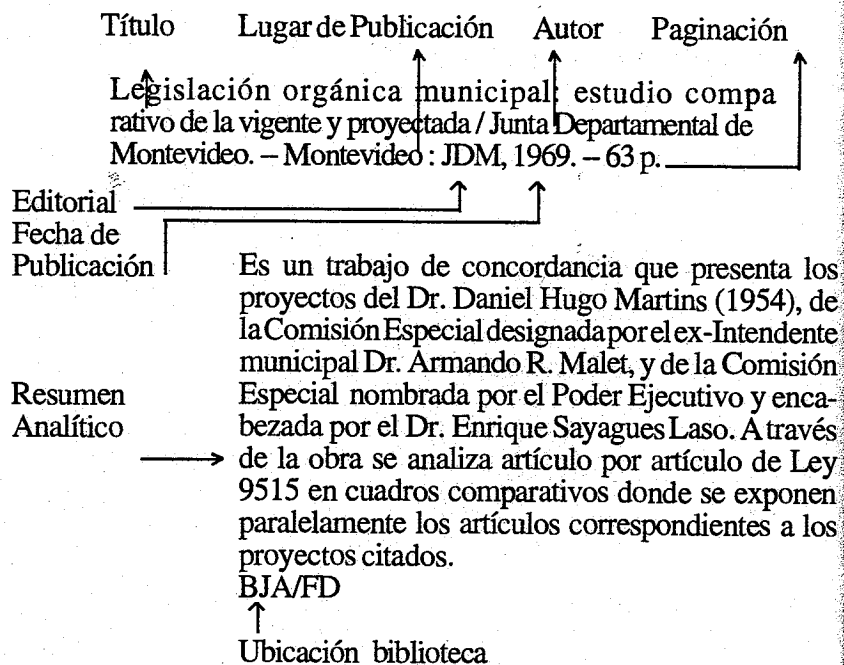 Título Lugar de Publicación Autor Paginación
Legislación orgánica municipal: estudio compa
rativo de la vigente y proyectada / Junta Departamental de
Montevideo. – Montevideo : JDM, 1969. – 63 p.
Editorial
Fecha de
Publicación
Es un trabajo de concordancia que presenta los
proyectos del Dr. Daniel Hugo Martins (1954), de
la Comisión Especial designada por el ex-Intendente
municipal Dr. Armando R. Malet, y de la Comisión
Resumen
Analítico
Especial nombrada por el Poder Ejecutivo y enca-
bezada por el Dr. Enrique Sayagues Laso. A través
de la obra se analiza artículo por artículo de Ley
9515 en cuadros comparativos donde se exponen
paralelamente los artículos correspondientes a los
proyectos citados.
BJA/FD
Ubicación biblioteca